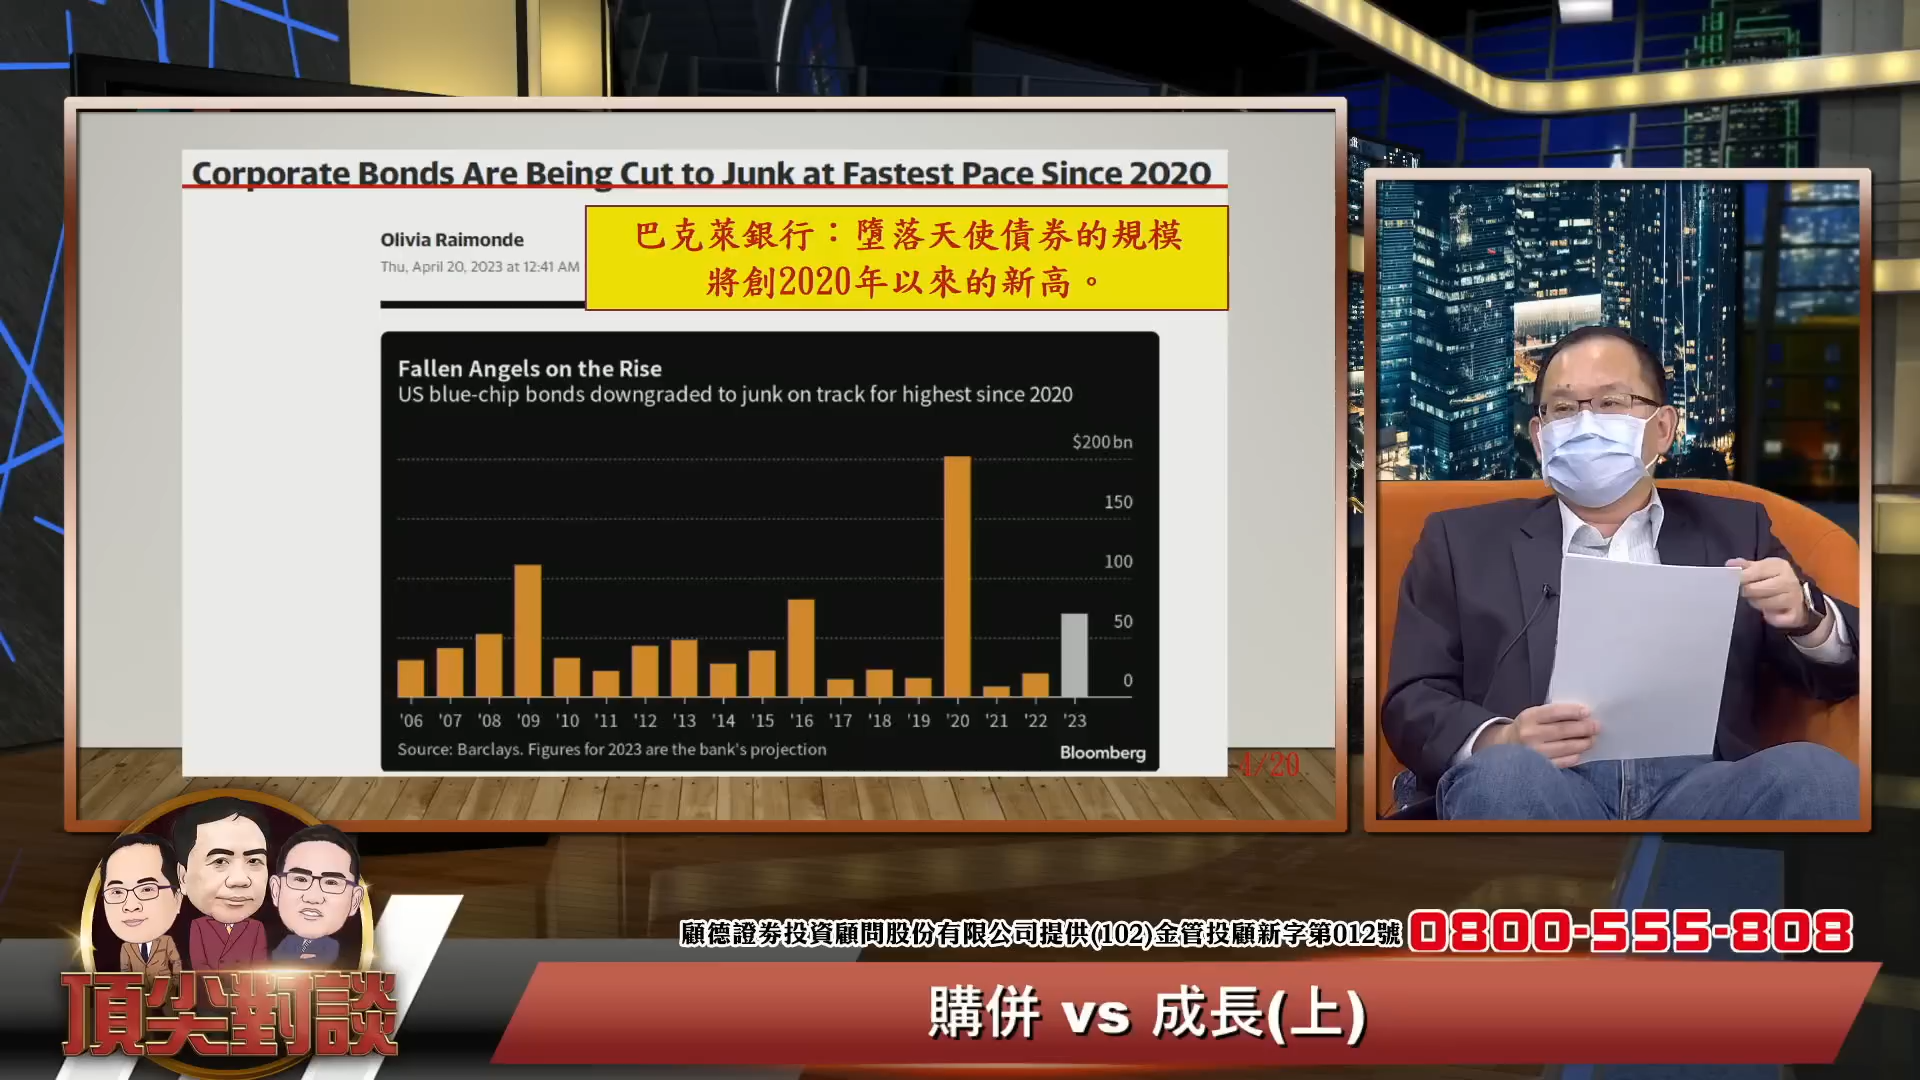 Corporate Bonds Are Being Cut to Junk at Fastest Pace Since 2020
Olivia Raimonde
Thu, April 20, 2023 at 12:41 AM
巴克萊銀行：墮落天使債券的規模
將創2020年以來的新高。
Fallen Angels on the Rise
US blue-chip bonds downgraded to junk on track for highest since 2020
$200bn
150
100
50
0
'06 '07 '08 '09 '10 '11 '12 '13 '14 '15 '16 '17 '18 '19 '20 '21 '22 '23
Source: Barclays. Figures for 2023 are the bank's projection
Bloomberg
4/20
顧德證券投資顧問股份有限公司提供(102)金管投顧新字第012號 0800-555-808
頂尖對談
購併 vs 成長(上)